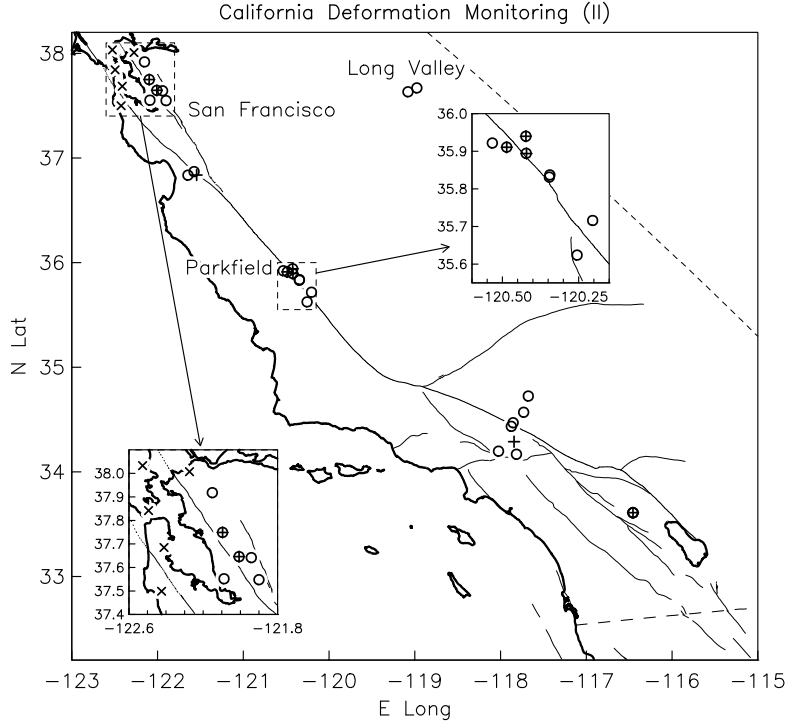 California Deformation Monitoring (II)
38
37
36
35
34
33
N Lat
Long Valley
San Francisco
Parkfield
36.0
35.9
35.8
35.7
35.6
−120.50 −120.25
38.0
37.9
37.8
37.7
37.6
37.5
37.4
−122.6 −121.8
−123 −122 −121 −120 −119 −118 −117 −116 −115
E Long